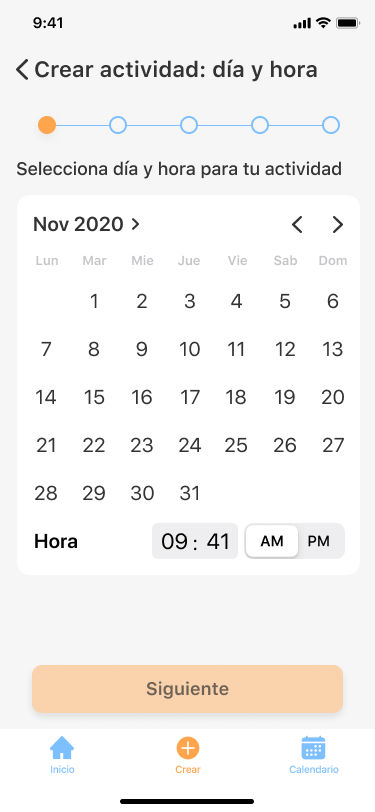 9:41
Crear actividad: día y hora
Selecciona día y hora para tu actividad
Nov 2020
Lun Mar Mie Jue Vie Sab Dom
1 2 3 4 5 6
7 8 9 10 11 12 13
14 15 16 17 18 19 20
21 22 23 24 25 26 27
28 29 30 31
Hora 09: 41 AM PM
Siguiente
Inicio Crear Calendario